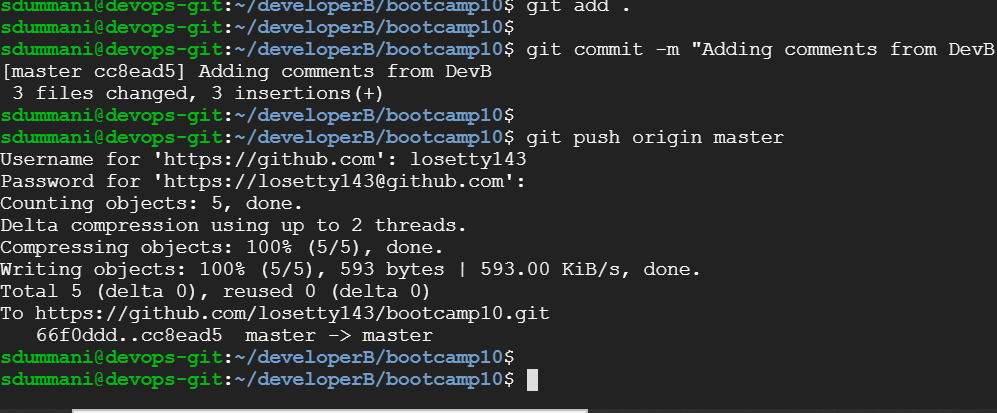 sdummani@devops-git:~/developerB/bootcamp10$ git add .
sdummani@devops-git:~/developerB/bootcamp10$
sdummani@devops-git:~/developerB/bootcamp10$ git commit -m "Adding comments from DevB
[master cc8ead5] Adding comments from DevB
 3 files changed, 3 insertions(+)
sdummani@devops-git:~/developerB/bootcamp10$
sdummani@devops-git:~/developerB/bootcamp10$ git push origin master
Username for 'https://github.com': losetty143
Password for 'https://losetty143@github.com':
Counting objects: 5, done.
Delta compression using up to 2 threads.
Compressing objects: 100% (5/5), done.
Writing objects: 100% (5/5), 593 bytes | 593.00 KiB/s, done.
Total 5 (delta 0), reused 0 (delta 0)
To https://github.com/losetty143/bootcamp10.git
   66f0ddd..cc8ead5  master -> master
sdummani@devops-git:~/developerB/bootcamp10$
sdummani@devops-git:~/developerB/bootcamp10$